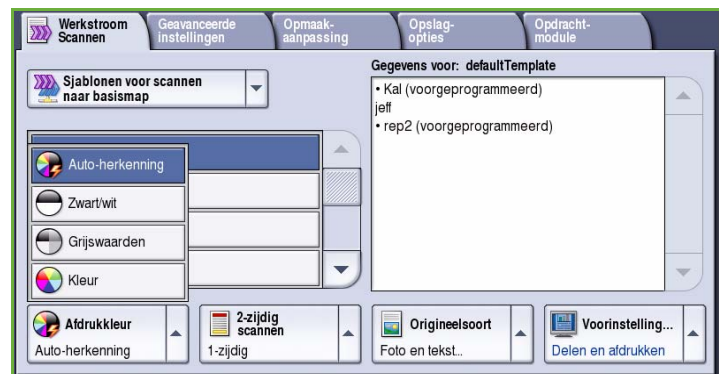 Werkstroom
Scannen
Geavanceerde
instellingen
Opmaak-
aanpassing
Opslag-
opties
Opdracht-
module
Sjablonen voor scannen
naar basismap
Gegevens voor: defaultTemplate
• Kal (voorgeprogrammeerd)
jeff
• rep2 (voorgeprogrammeerd)
Auto-herkenning
Zwart/wit
Grijswaarden
Kleur
Afdrukkleur
Auto-herkenning
2-zijdig
scannen
1-zijdig
Origineelsoort
Foto en tekst...
Voorinstelling...
Delen en afdrukken